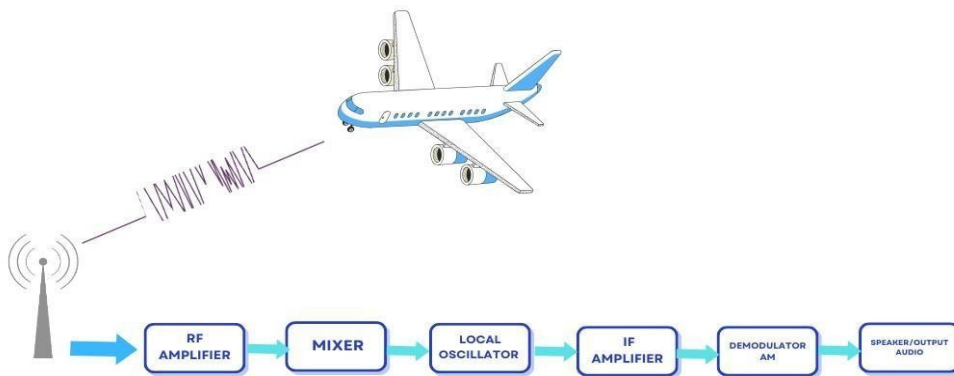 RF
AMPLIFIER
MIXER
LOCAL
OSCILLATOR
IF
AMPLIFIER
DEMODULATOR
AM
SPEAKER/OUTPUT
AUDIO